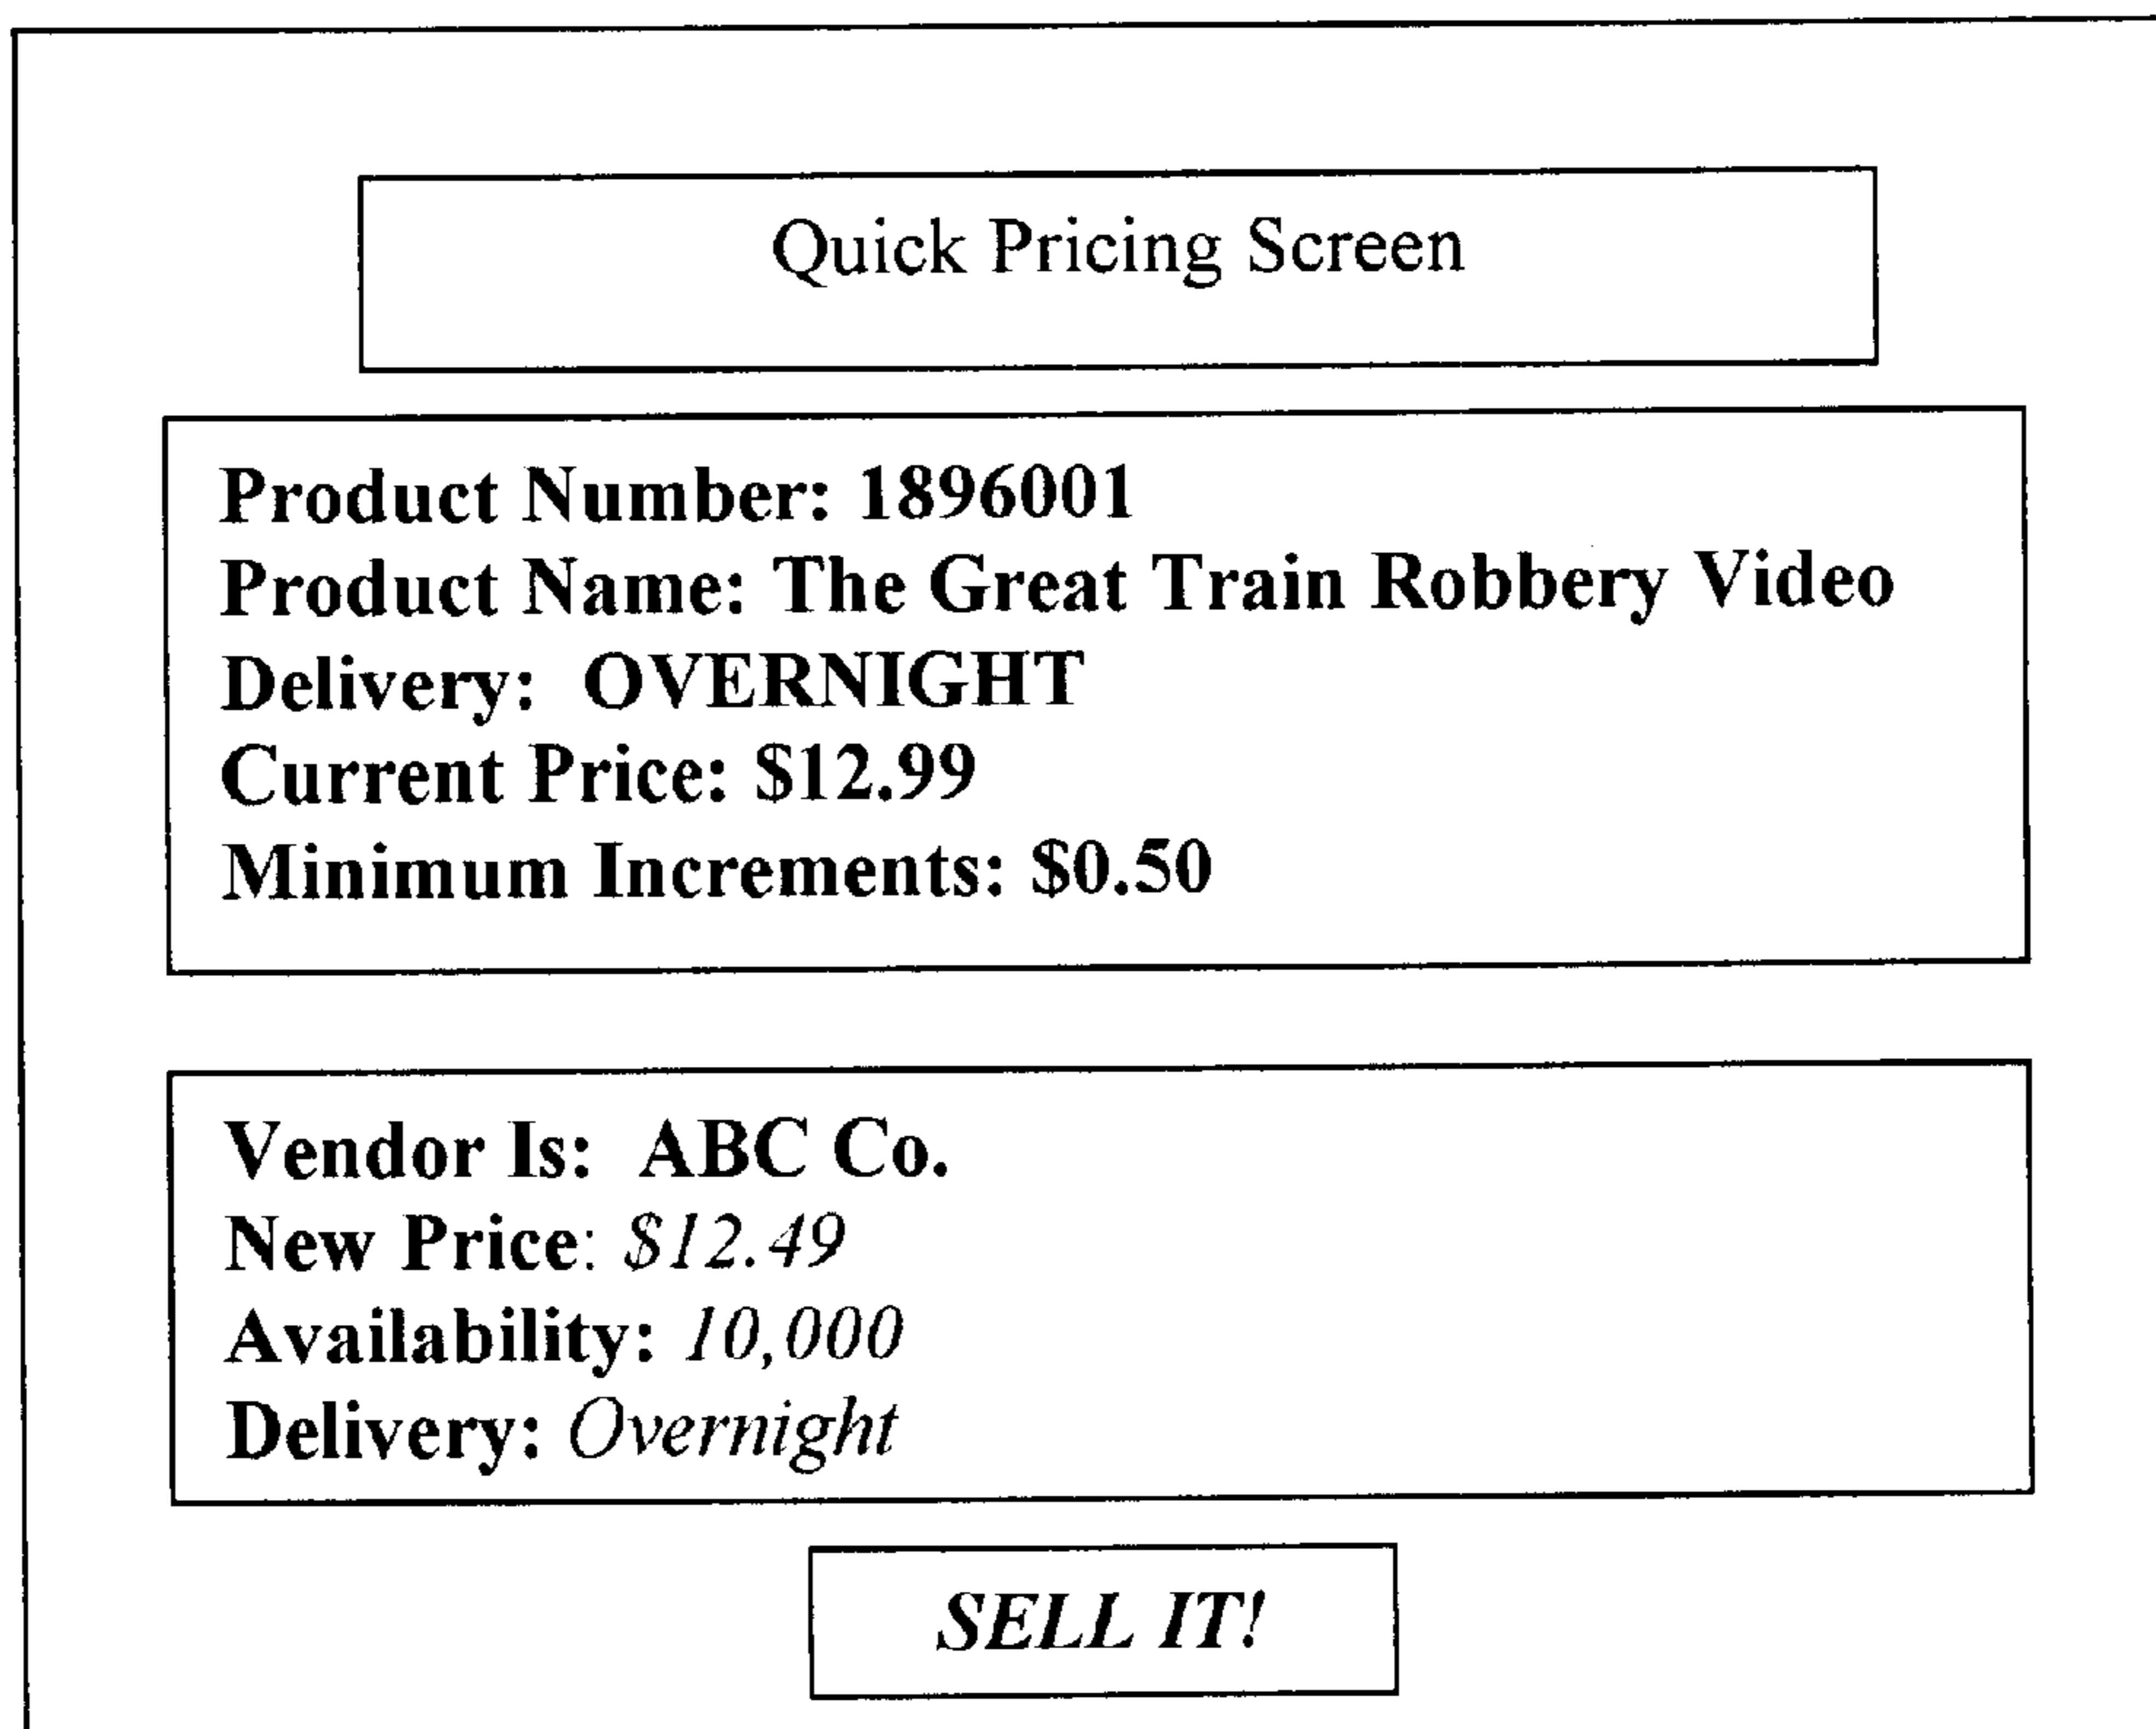 Quick Pricing Screen
Product Number: 1896001
Product Name: The Great Train Robbery Video
Delivery: OVERNIGHT
Current Price: $12.99
Minimum Increments: $0.50
Vendor Is: ABC Co.
New Price: $12.49
Availability: 10,000
Delivery: Overnight
SELL IT!